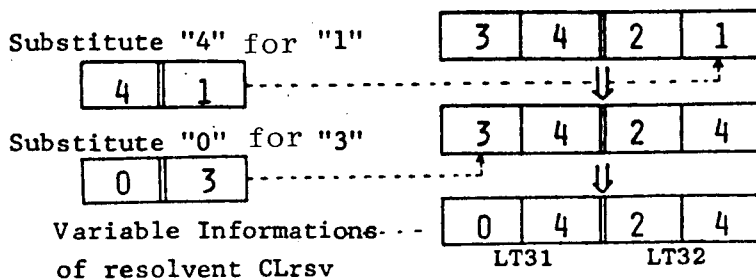 Substitute "4" for "1"
3 4 2 1
4 1
Substitute "0" for "3"
3 4 2 4
0 3
Variable Informations
0 4 2 4
of resolvent CLrsv
LT31 LT32